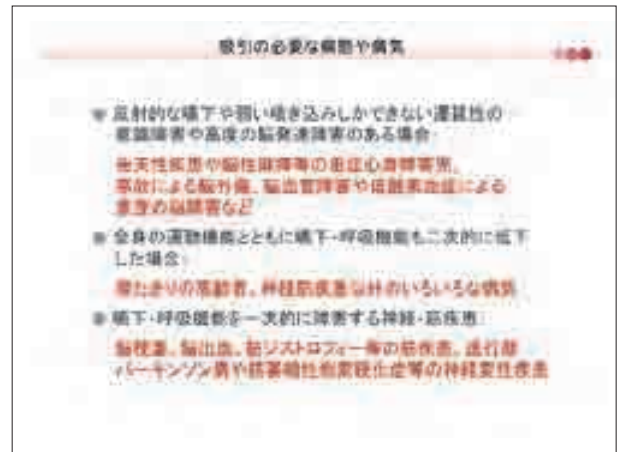 吸引の必要な病態や病気
反射的な嚥下や弱い咳き込みしかできない遷延性の
意識障害や高度の脳発達障害のある場合
先天性疾患や脳性麻痺等の重症心身障害児、
事故による脳外傷、脳血管障害や低酸素血症による
重度の脳障害など
全身の運動機能とともに嚥下・呼吸機能も二次的に低下
した場合
寝たきりの高齢者、神経筋疾患以外のいろいろな病気
嚥下・呼吸機能を一次的に障害する神経・筋疾患
脳梗塞、脳出血、筋ジストロフィー等の筋疾患、進行期
パーキンソン病や筋萎縮性側索硬化症等の神経変性疾患